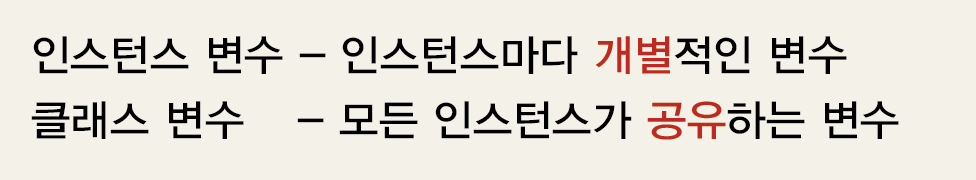 인스턴스 변수 – 인스턴스마다 개별적인 변수
클래스 변수 – 모든 인스턴스가 공유하는 변수